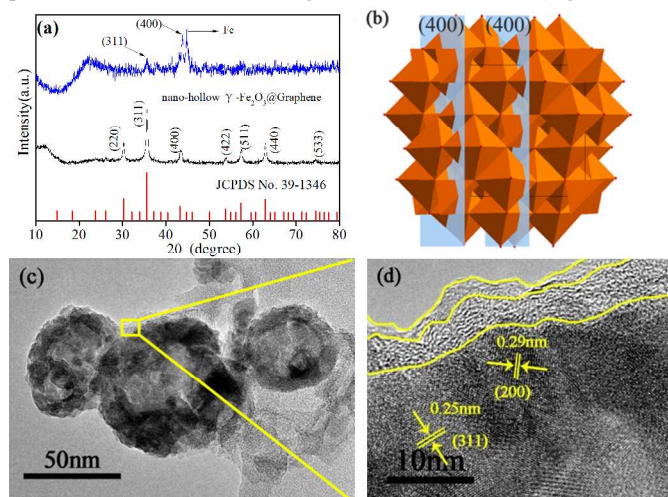 (a)
(400)
Fe
(311)
nano-hollow γ-Fe₂O₃@Graphene
Intensity(a.u.)
(220)
(311)
(400)
(422)
(511)
(440)
(533)
JCPDS No. 39-1346
10 20 30 40 50 60 70 80
2θ (degree)
(b)
(400) (400)
(c)
50nm
(d)
0.29nm
(200)
0.25nm
(311)
10nm